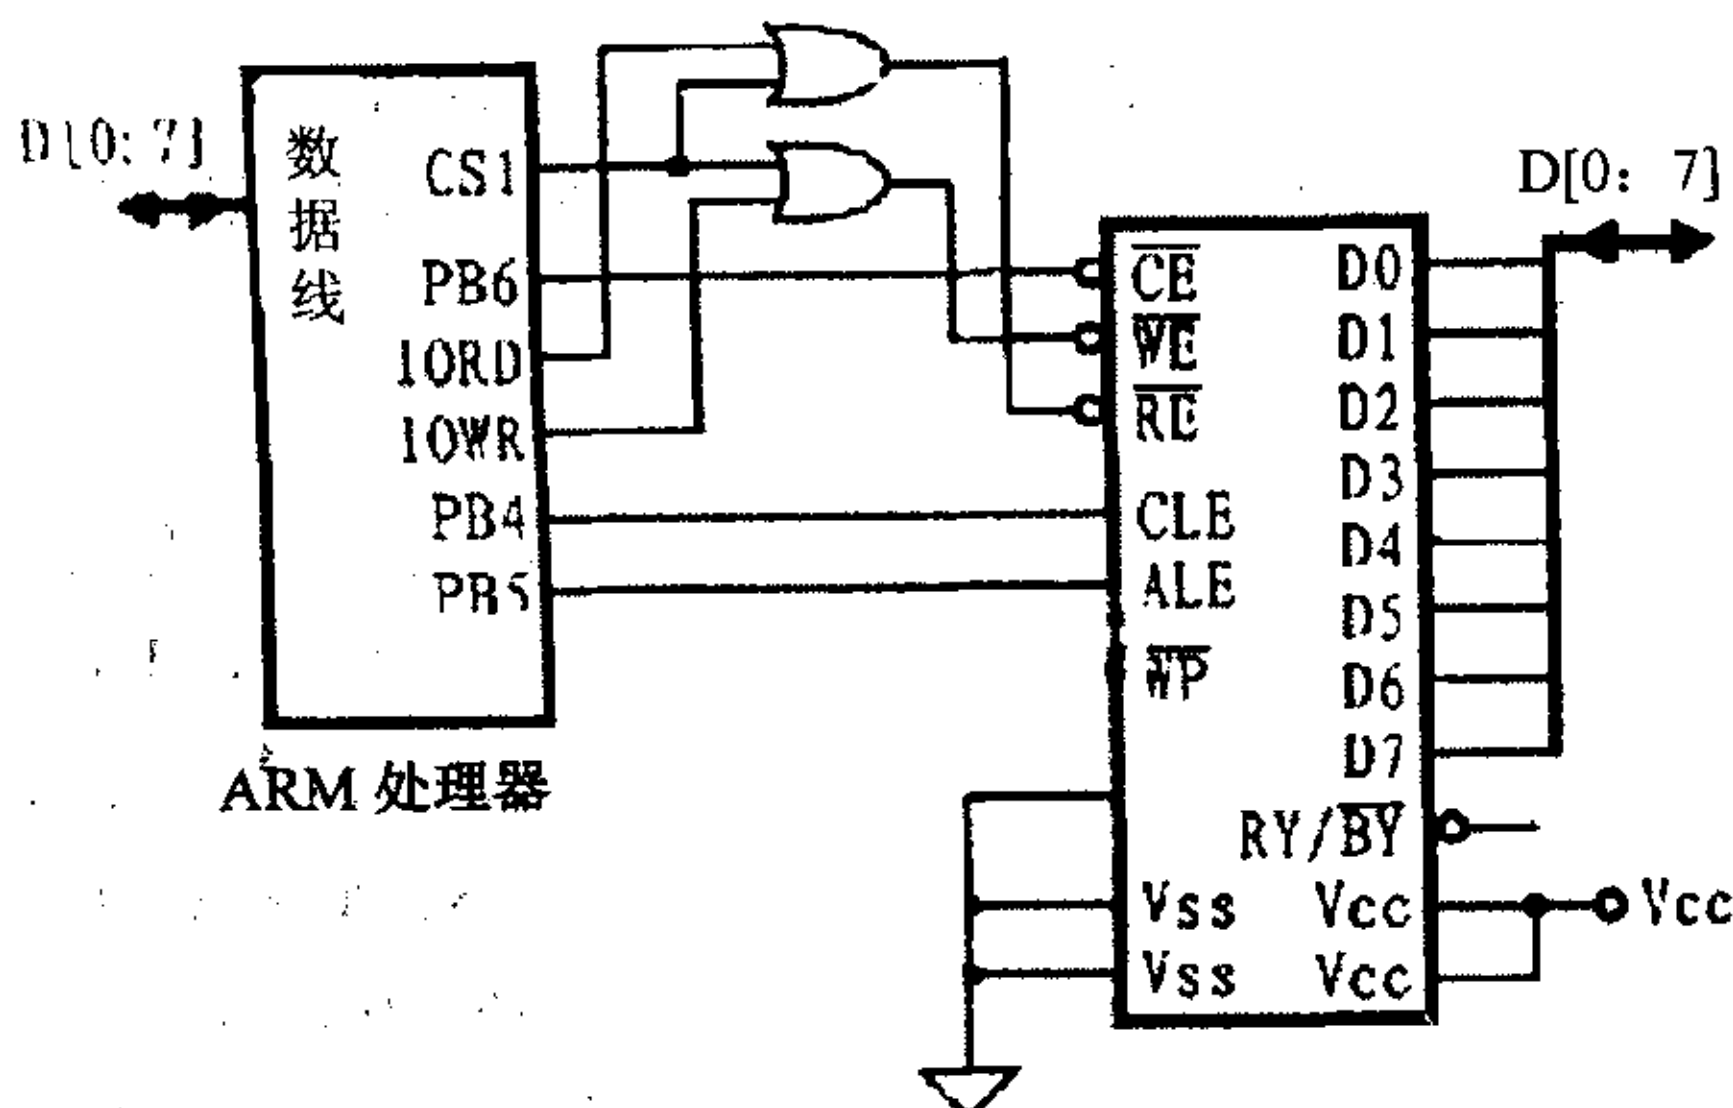 D[0:7]
数据线
CS1
PB6
IORD
IOWR
PB4
PB5
ARM 处理器
D[0: 7]
CE
WE
RE
CLE
ALE
WP
Vss
Vss
D0
D1
D2
D3
D4
D5
D6
D7
RY/BY
Vcc
Vcc
Vcc